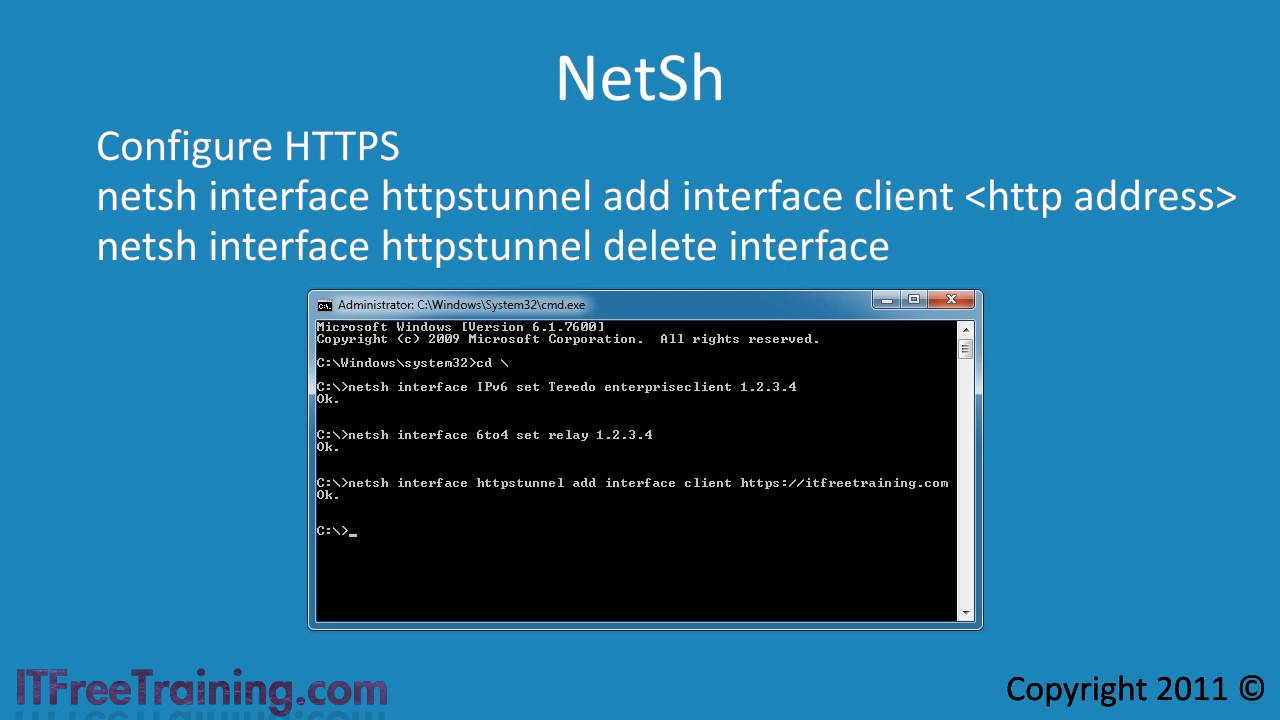 NetSh
Configure HTTPS
netsh interface httpstunnel add interface client <http address>
netsh interface httpstunnel delete interface
Administrator: C:\Windows\System32\cmd.exe
Microsoft Windows [Version 6.1.7600]
Copyright (c) 2009 Microsoft Corporation.  All rights reserved.
C:\Windows\system32>cd \
C:\>netsh interface IPv6 set Teredo enterpriseclient 1.2.3.4
Ok.
C:\>netsh interface 6to4 set relay 1.2.3.4
Ok.
C:\>netsh interface httpstunnel add interface client https://itfreetraining.com
Ok.
C:\>_
ITFreeTraining.com
Copyright 2011 ©